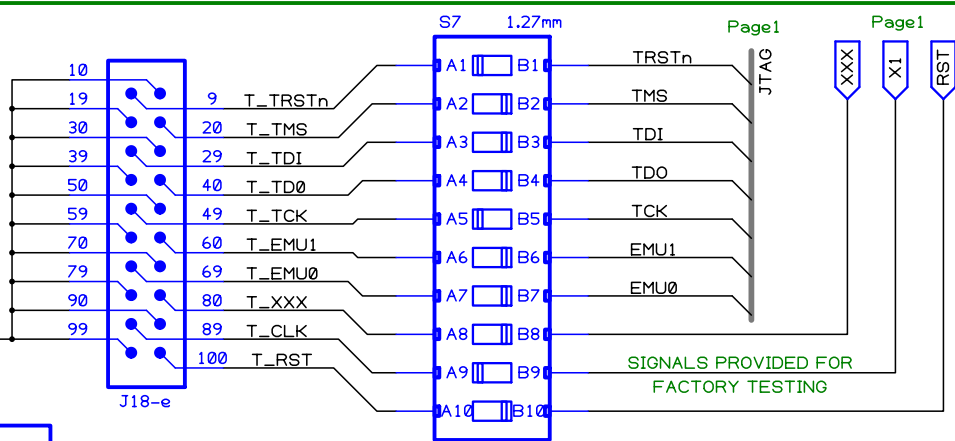 S7 1.27mm
Page1 Page1
JTAG
XXX
X1
RST
10
9 T_TRSTn
A1 B1 TRSTn
19
20 T_TMS
A2 B2 TMS
30
29 T_TDI
A3 B3 TDI
39
40 T_TD0
A4 B4 TDO
50
49 T_TCK
A5 B5 TCK
59
60 T_EMU1
A6 B6 EMU1
70
69 T_EMU0
A7 B7 EMU0
79
80 T_XXX
A8 B8
90
89 T_CLK
A9 B9
99
100 T_RST
A10 B10
SIGNALS PROVIDED FOR
FACTORY TESTING
J18-e